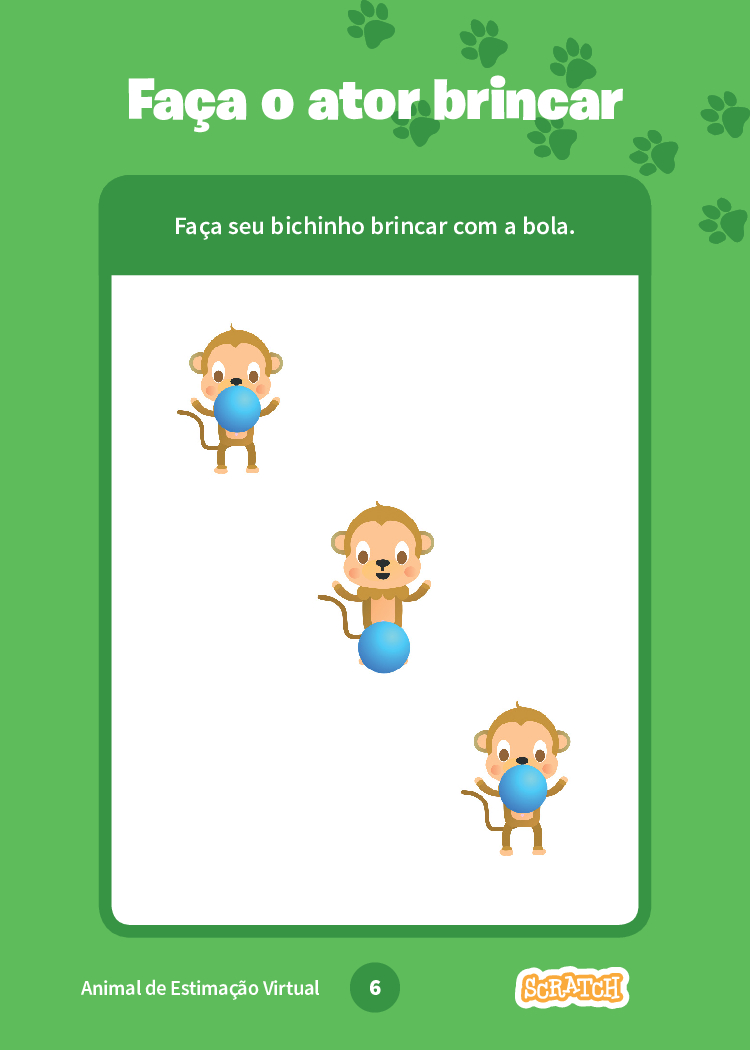 Faça o ator brincar
Faça seu bichinho brincar com a bola.
Animal de Estimação Virtual
6
SCRATCH